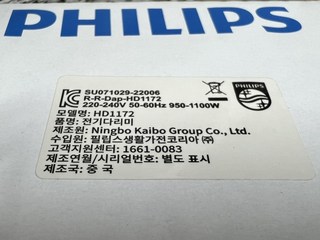 PHILIPS
SU071029-22006
R-R-Dap-HD1172
220-240V 50-60Hz 950-1100W
모델명: HD1172
품명: 전기다리미
제조원: Ningbo Kaibo Group Co., Ltd.
수입원: 필립스생활가전코리아 ㈜
고객지원센터: 1661-0083
제조연월/시리얼번호: 별도 표시
제조국: 중 국
PHILIPS
PHILIPS